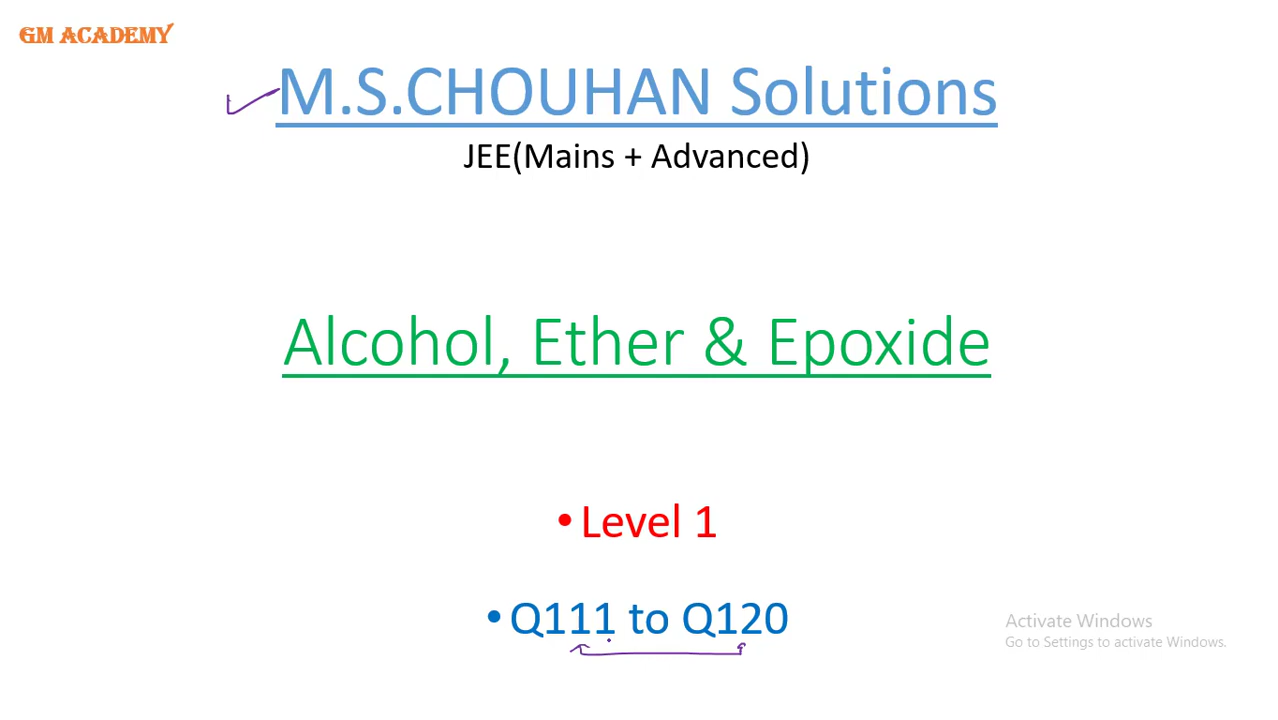 GM ACADEMY
M.S.CHOUHAN Solutions
JEE(Mains + Advanced)
Alcohol, Ether & Epoxide
•Level 1
•Q111 to Q120
Activate Windows
Go to Settings to activate Windows.